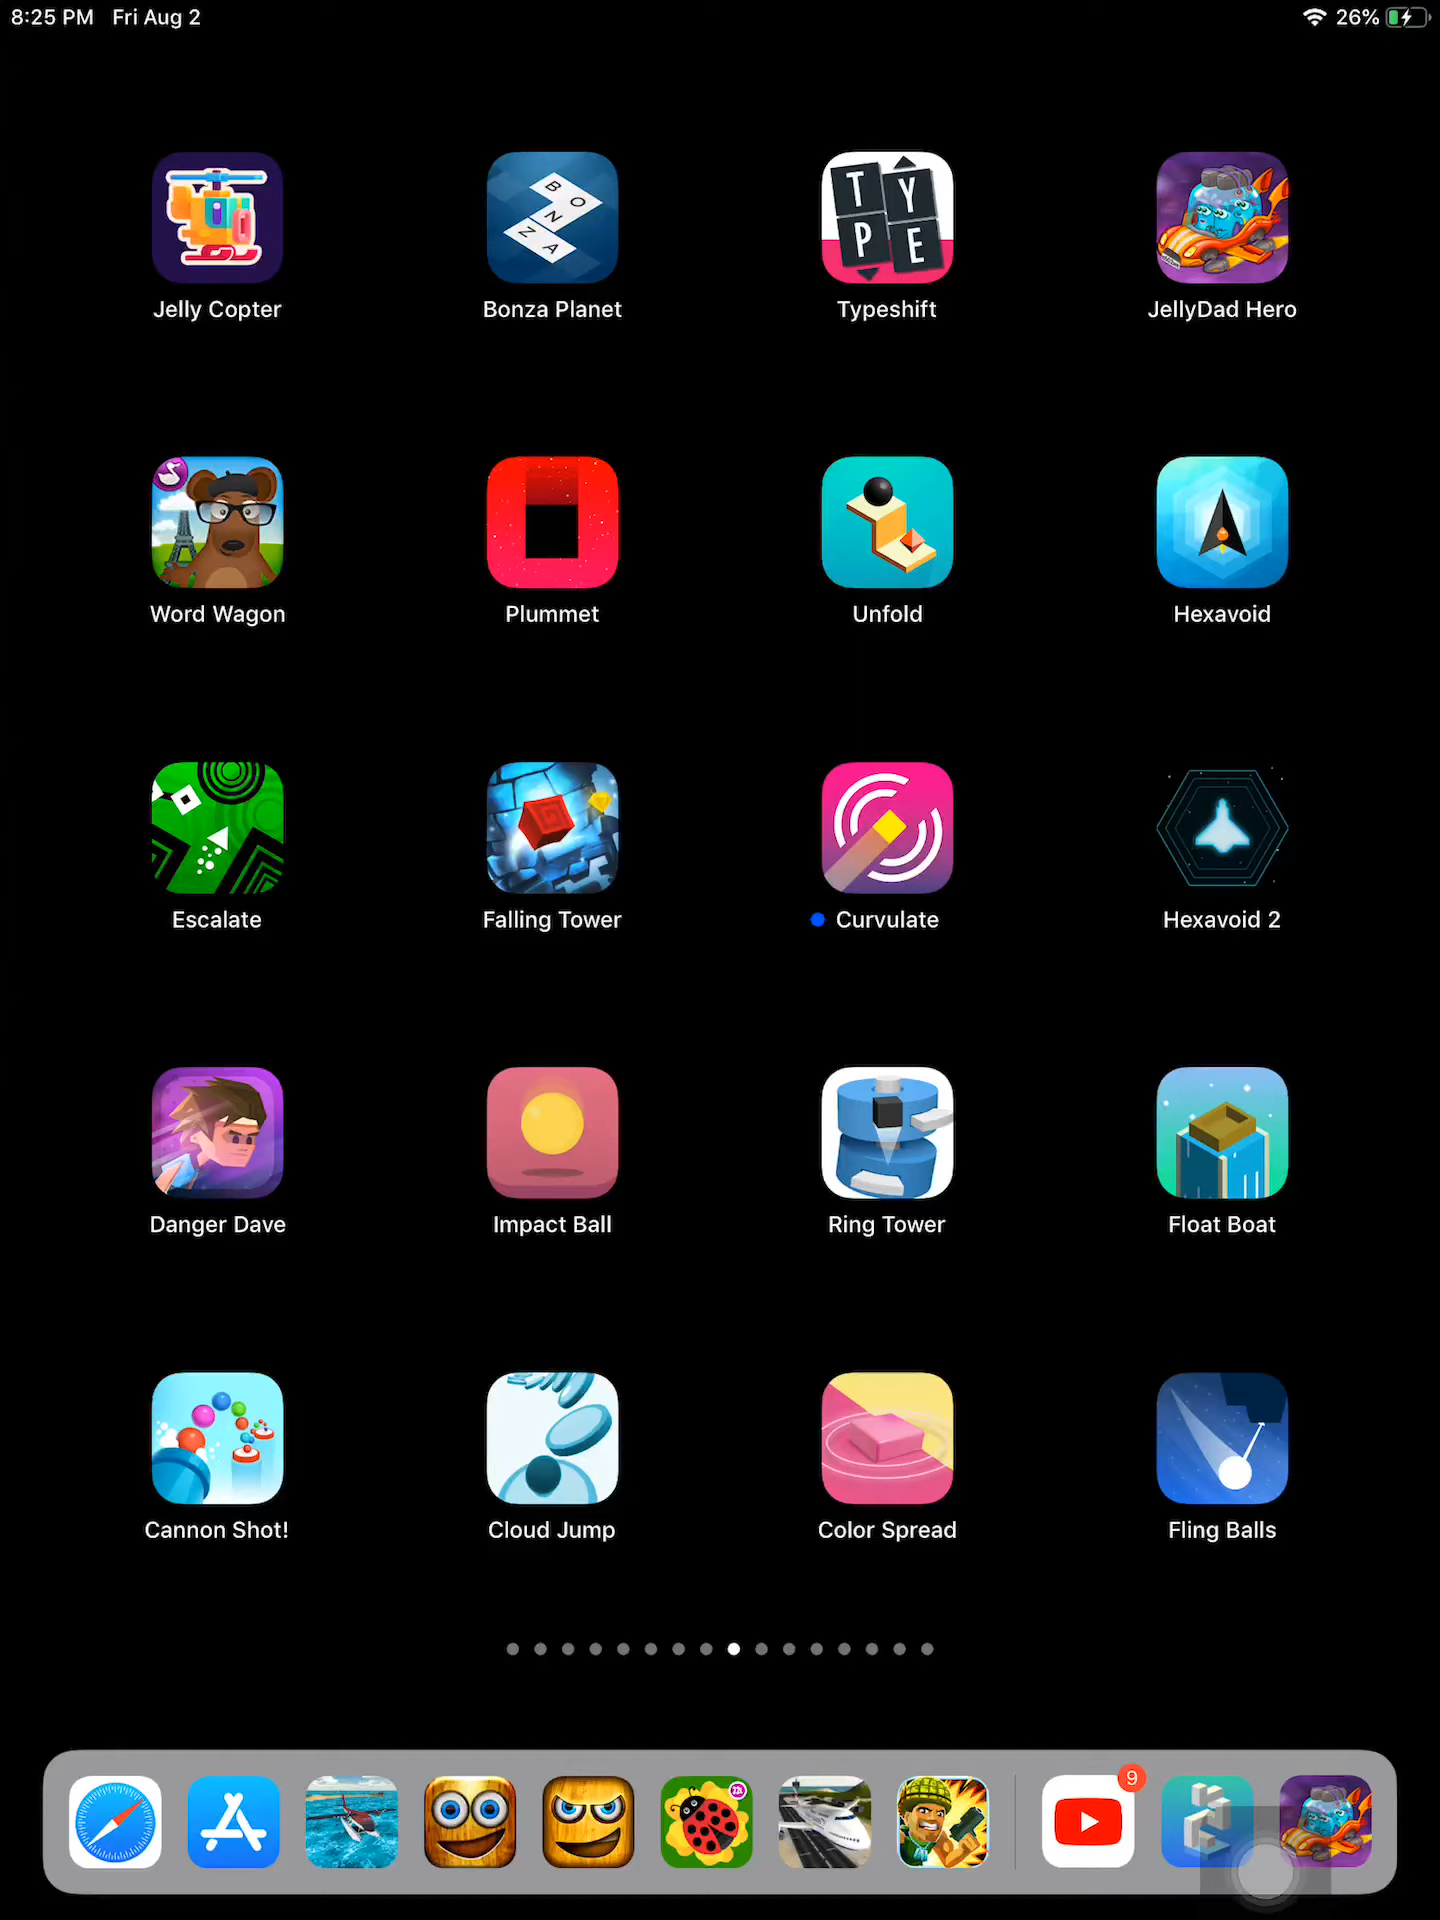 8:25 PM Fri Aug 2
26%
BONZA
TYPE
Jelly Copter
Bonza Planet
Typeshift
JellyDad Hero
Word Wagon
Plummet
Unfold
Hexavoid
Escalate
Falling Tower
Curvulate
Hexavoid 2
Danger Dave
Impact Ball
Ring Tower
Float Boat
Cannon Shot!
Cloud Jump
Color Spread
Fling Balls
9